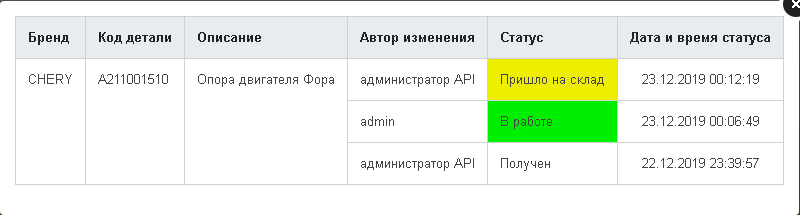 Бренд Код детали Описание Автор изменения Статус Дата и время статуса
CHERY A211001510 Опора двигателя Фора администратор API Пришло на склад 23.12.2019 00:12:19
admin В работе 23.12.2019 00:06:49
администратор API Получен 22.12.2019 23:39:57